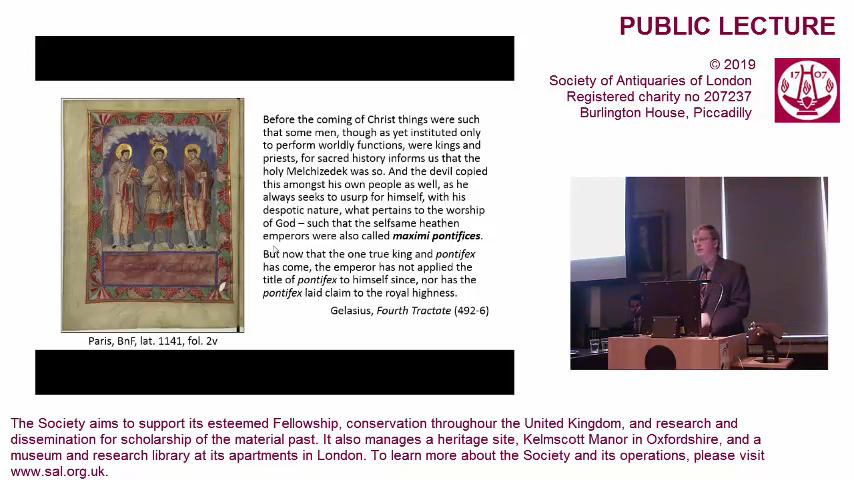 PUBLIC LECTURE
© 2019
Society of Antiquaries of London
Registered charity no 207237
Burlington House, Piccadilly
1707
Before the coming of Christ things were such
that some men, though as yet instituted only
to perform worldly functions, were kings and
priests, for sacred history informs us that the
holy Melchizedek was so. And the devil copied
this amongst his own people as well, as he
always seeks to usurp for himself, with his
despotic nature, what pertains to the worship
of God – such that the selfsame heathen
emperors were also called maximi pontifices.
But now that the one true king and pontifex
has come, the emperor has not applied the
title of pontifex to himself since, nor has the
pontifex laid claim to the royal highness.
Gelasius, Fourth Tractate (492-6)
Paris, BnF, lat. 1141, fol. 2v
The Society aims to support its esteemed Fellowship, conservation throughour the United Kingdom, and research and
dissemination for scholarship of the material past. It also manages a heritage site, Kelmscott Manor in Oxfordshire, and a
museum and research library at its apartments in London. To learn more about the Society and its operations, please visit
www.sal.org.uk.